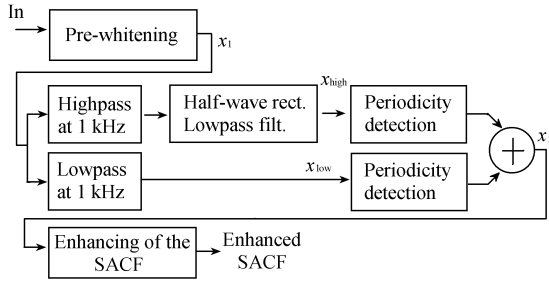 In
Pre-whitening
x1
Highpass
at 1 kHz
Half-wave rect.
Lowpass filt.
xhigh
Periodicity
detection
Lowpass
at 1 kHz
xlow
Periodicity
detection
+
Enhancing of the
SACF
Enhanced
SACF